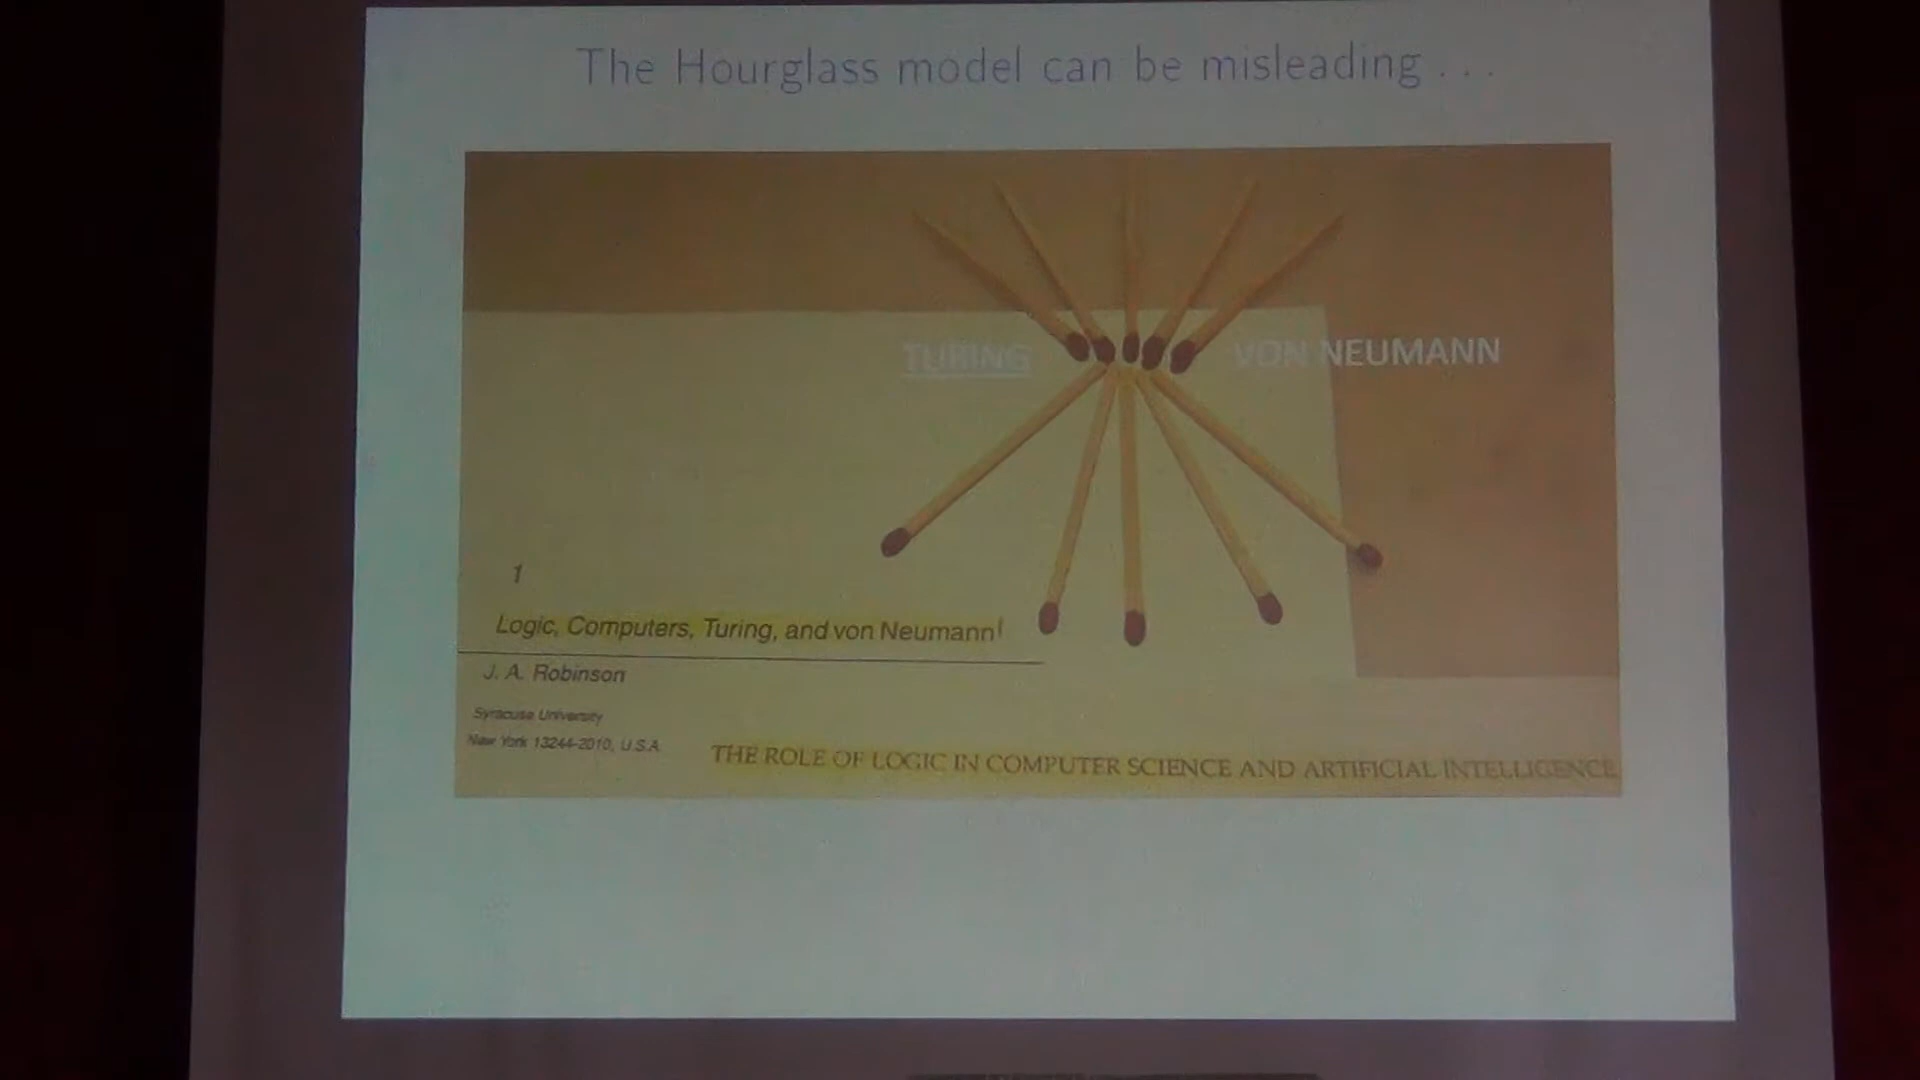 The Hourglass model can be misleading . . .
TURING
VON NEUMANN
1
Logic, Computers, Turing, and von Neumann
J. A. Robinson
Syracuse University
New York 13244-2010, U.S.A.
THE ROLE OF LOGIC IN COMPUTER SCIENCE AND ARTIFICIAL INTELLIGENCE